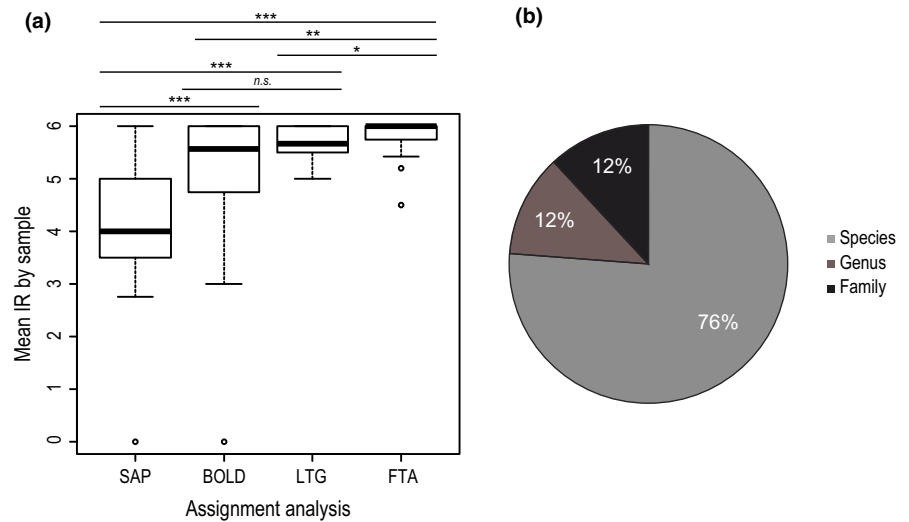 (a)
***
**
*
***
n.s.
***
6
5
4
3
2
1
0
Mean IR by sample
SAP BOLD LTG FTA
Assignment analysis
(b)
12%
12%
76%
Species
Genus
Family